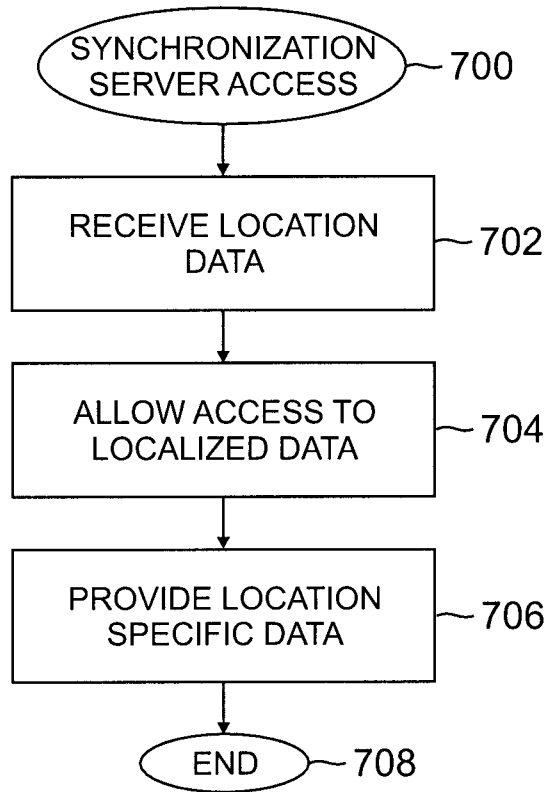 SYNCHRONIZATION
SERVER ACCESS
700
RECEIVE LOCATION
DATA
702
ALLOW ACCESS TO
LOCALIZED DATA
704
PROVIDE LOCATION
SPECIFIC DATA
706
END
708